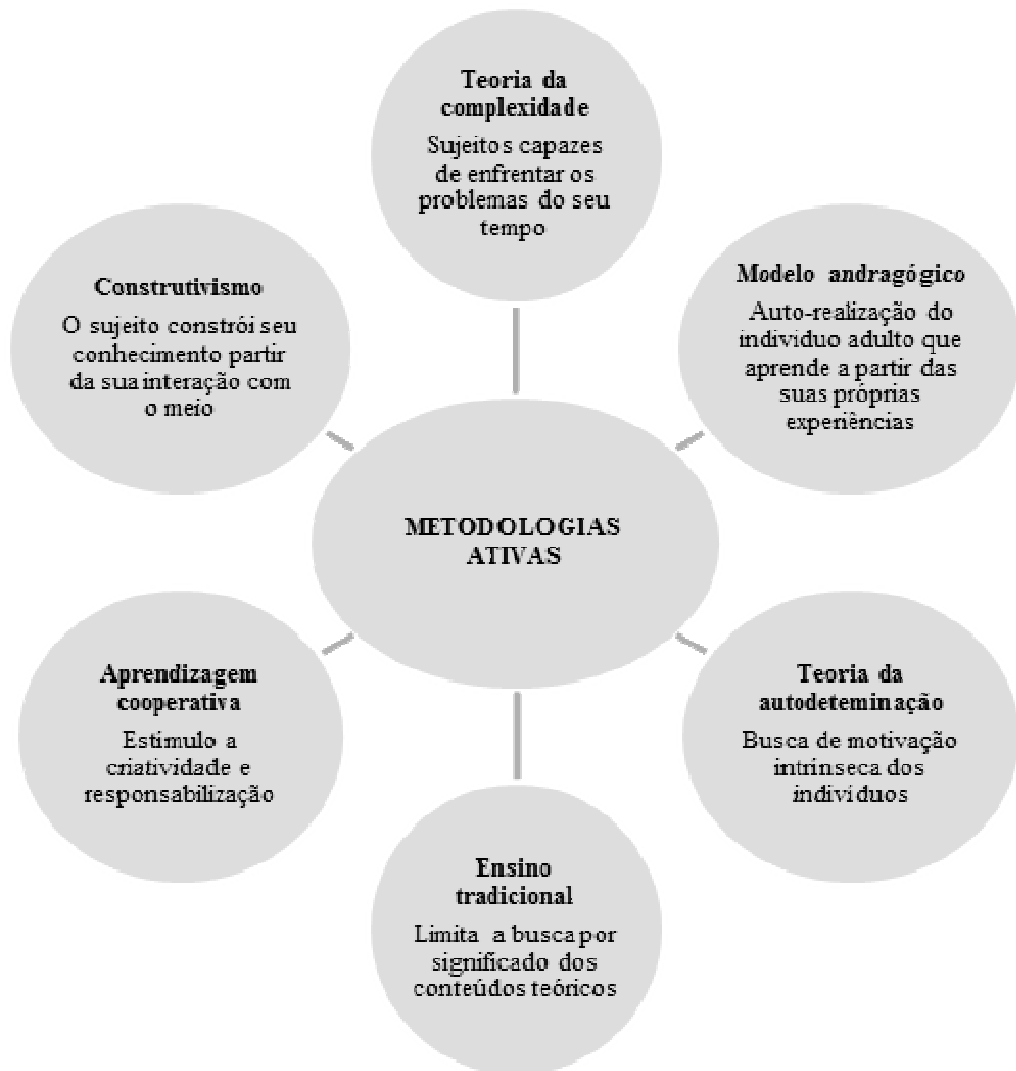 Teoria da
complexidade
Sujeitos capazes
de enfrentar os
problemas do seu
tempo
Modelo andragógico
Auto-realização do
individuo adulto que
aprende a partir das
suas próprias
experiências
Construtivismo
O sujeito constrói seu
conhecimento partir
da sua interação com
o meio
METODOLOGIAS
ATIVAS
Aprendizagem
cooperativa
Estimulo a
criatividade e
responsabilização
Teoria da
autodeteminação
Busca de motivação
intrinseca dos
individuos
Ensino
tradicional
Limita a busca por
significado dos
conteúdos teóricos